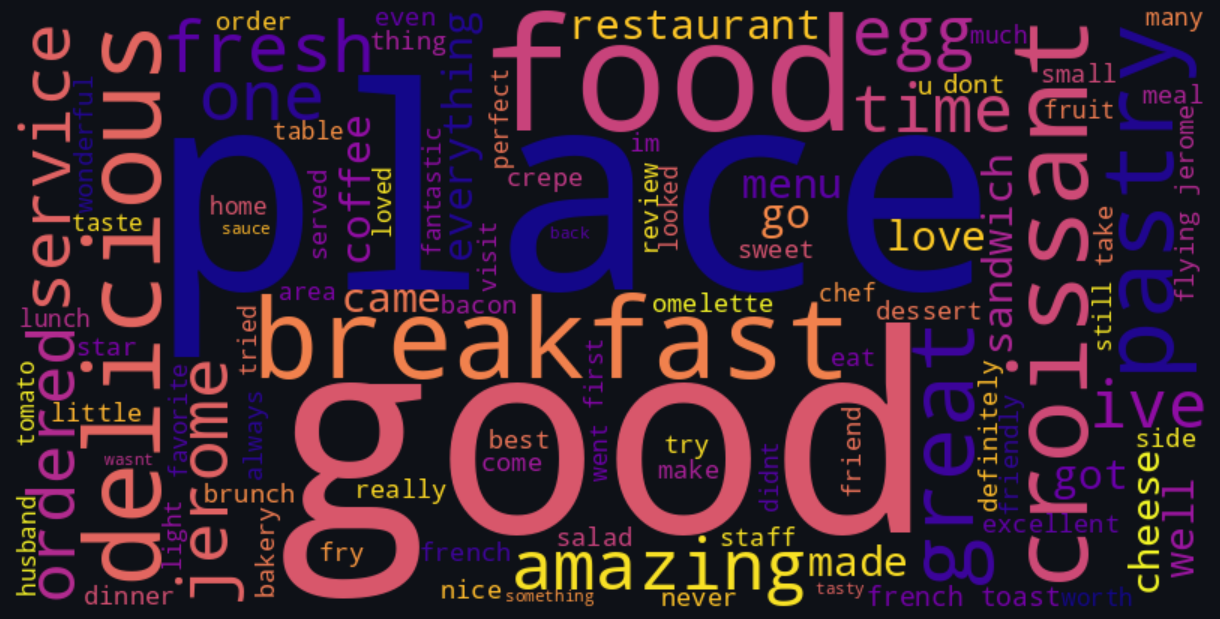 order
even
thing
fresh
one
table
service
delicious
wonderful
taste
place
food
restaurant
egg
much
many
u
dont
time
small
fruit
meal
croissant
pastry
flying jerome
everything
perfect
coffee
loved
served
fantastic
home
sauce
crepe
im
review
looked
menu
go
sweet
back
love
sandwich
take
still
visit
area
came
bacon
omelette
chef
dessert
lunch
star
ordered
tomato
little
wasnt
favorite
always
tried
breakfast
first
eat
good
great
definitely
friendly
ive
side
got
cheese
well
excellent
jerome
brunch
light
bakery
husband
dinner
really
best
come
went
try
make
didnt
friend
fry
french
salad
staff
amazing
made
nice
something
never
tasty
french toast
worth